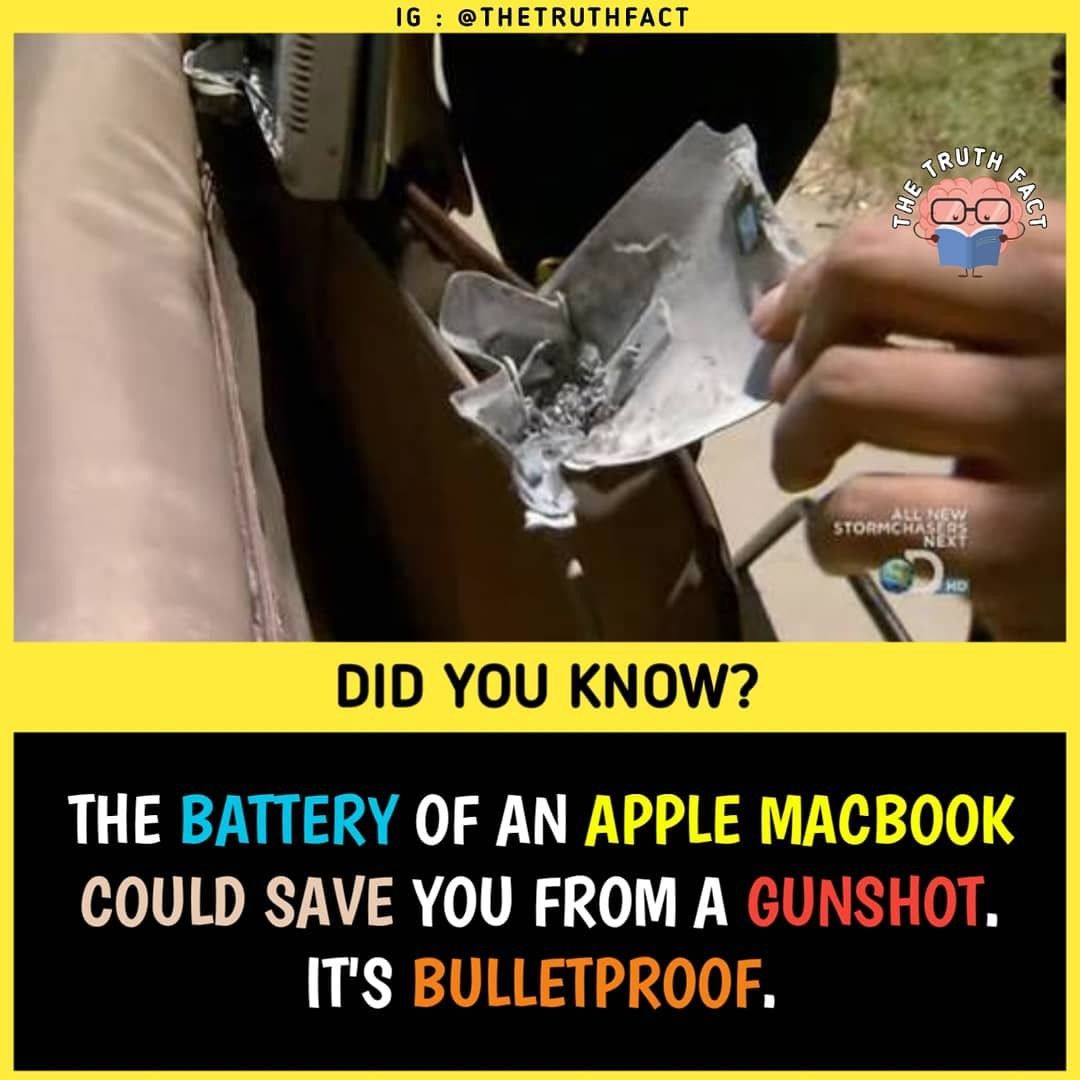 IG : @THETRUTHFACT
THE TRUTH FACT
ALL NEW
STORMCHASERS
NEXT
HD
DID YOU KNOW?
THE BATTERY OF AN APPLE MACBOOK
COULD SAVE YOU FROM A GUNSHOT.
IT'S BULLETPROOF.